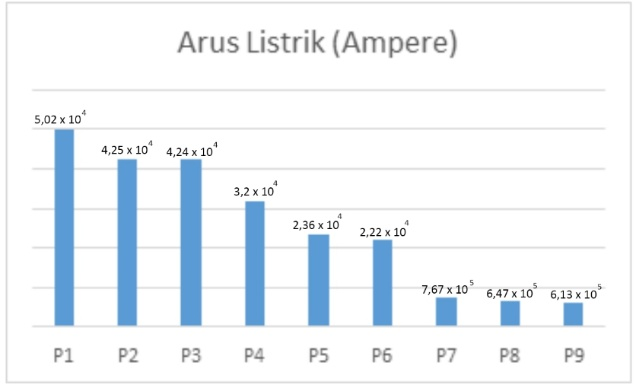 Arus Listrik (Ampere)
5,02 x 10⁴
4,25 x 10⁴
4,24 x 10⁴
3,2 x 10⁴
2,36 x 10⁴
2,22 x 10⁴
7,67 x 10⁵
6,47 x 10⁵
6,13 x 10⁵
P1 P2 P3 P4 P5 P6 P7 P8 P9